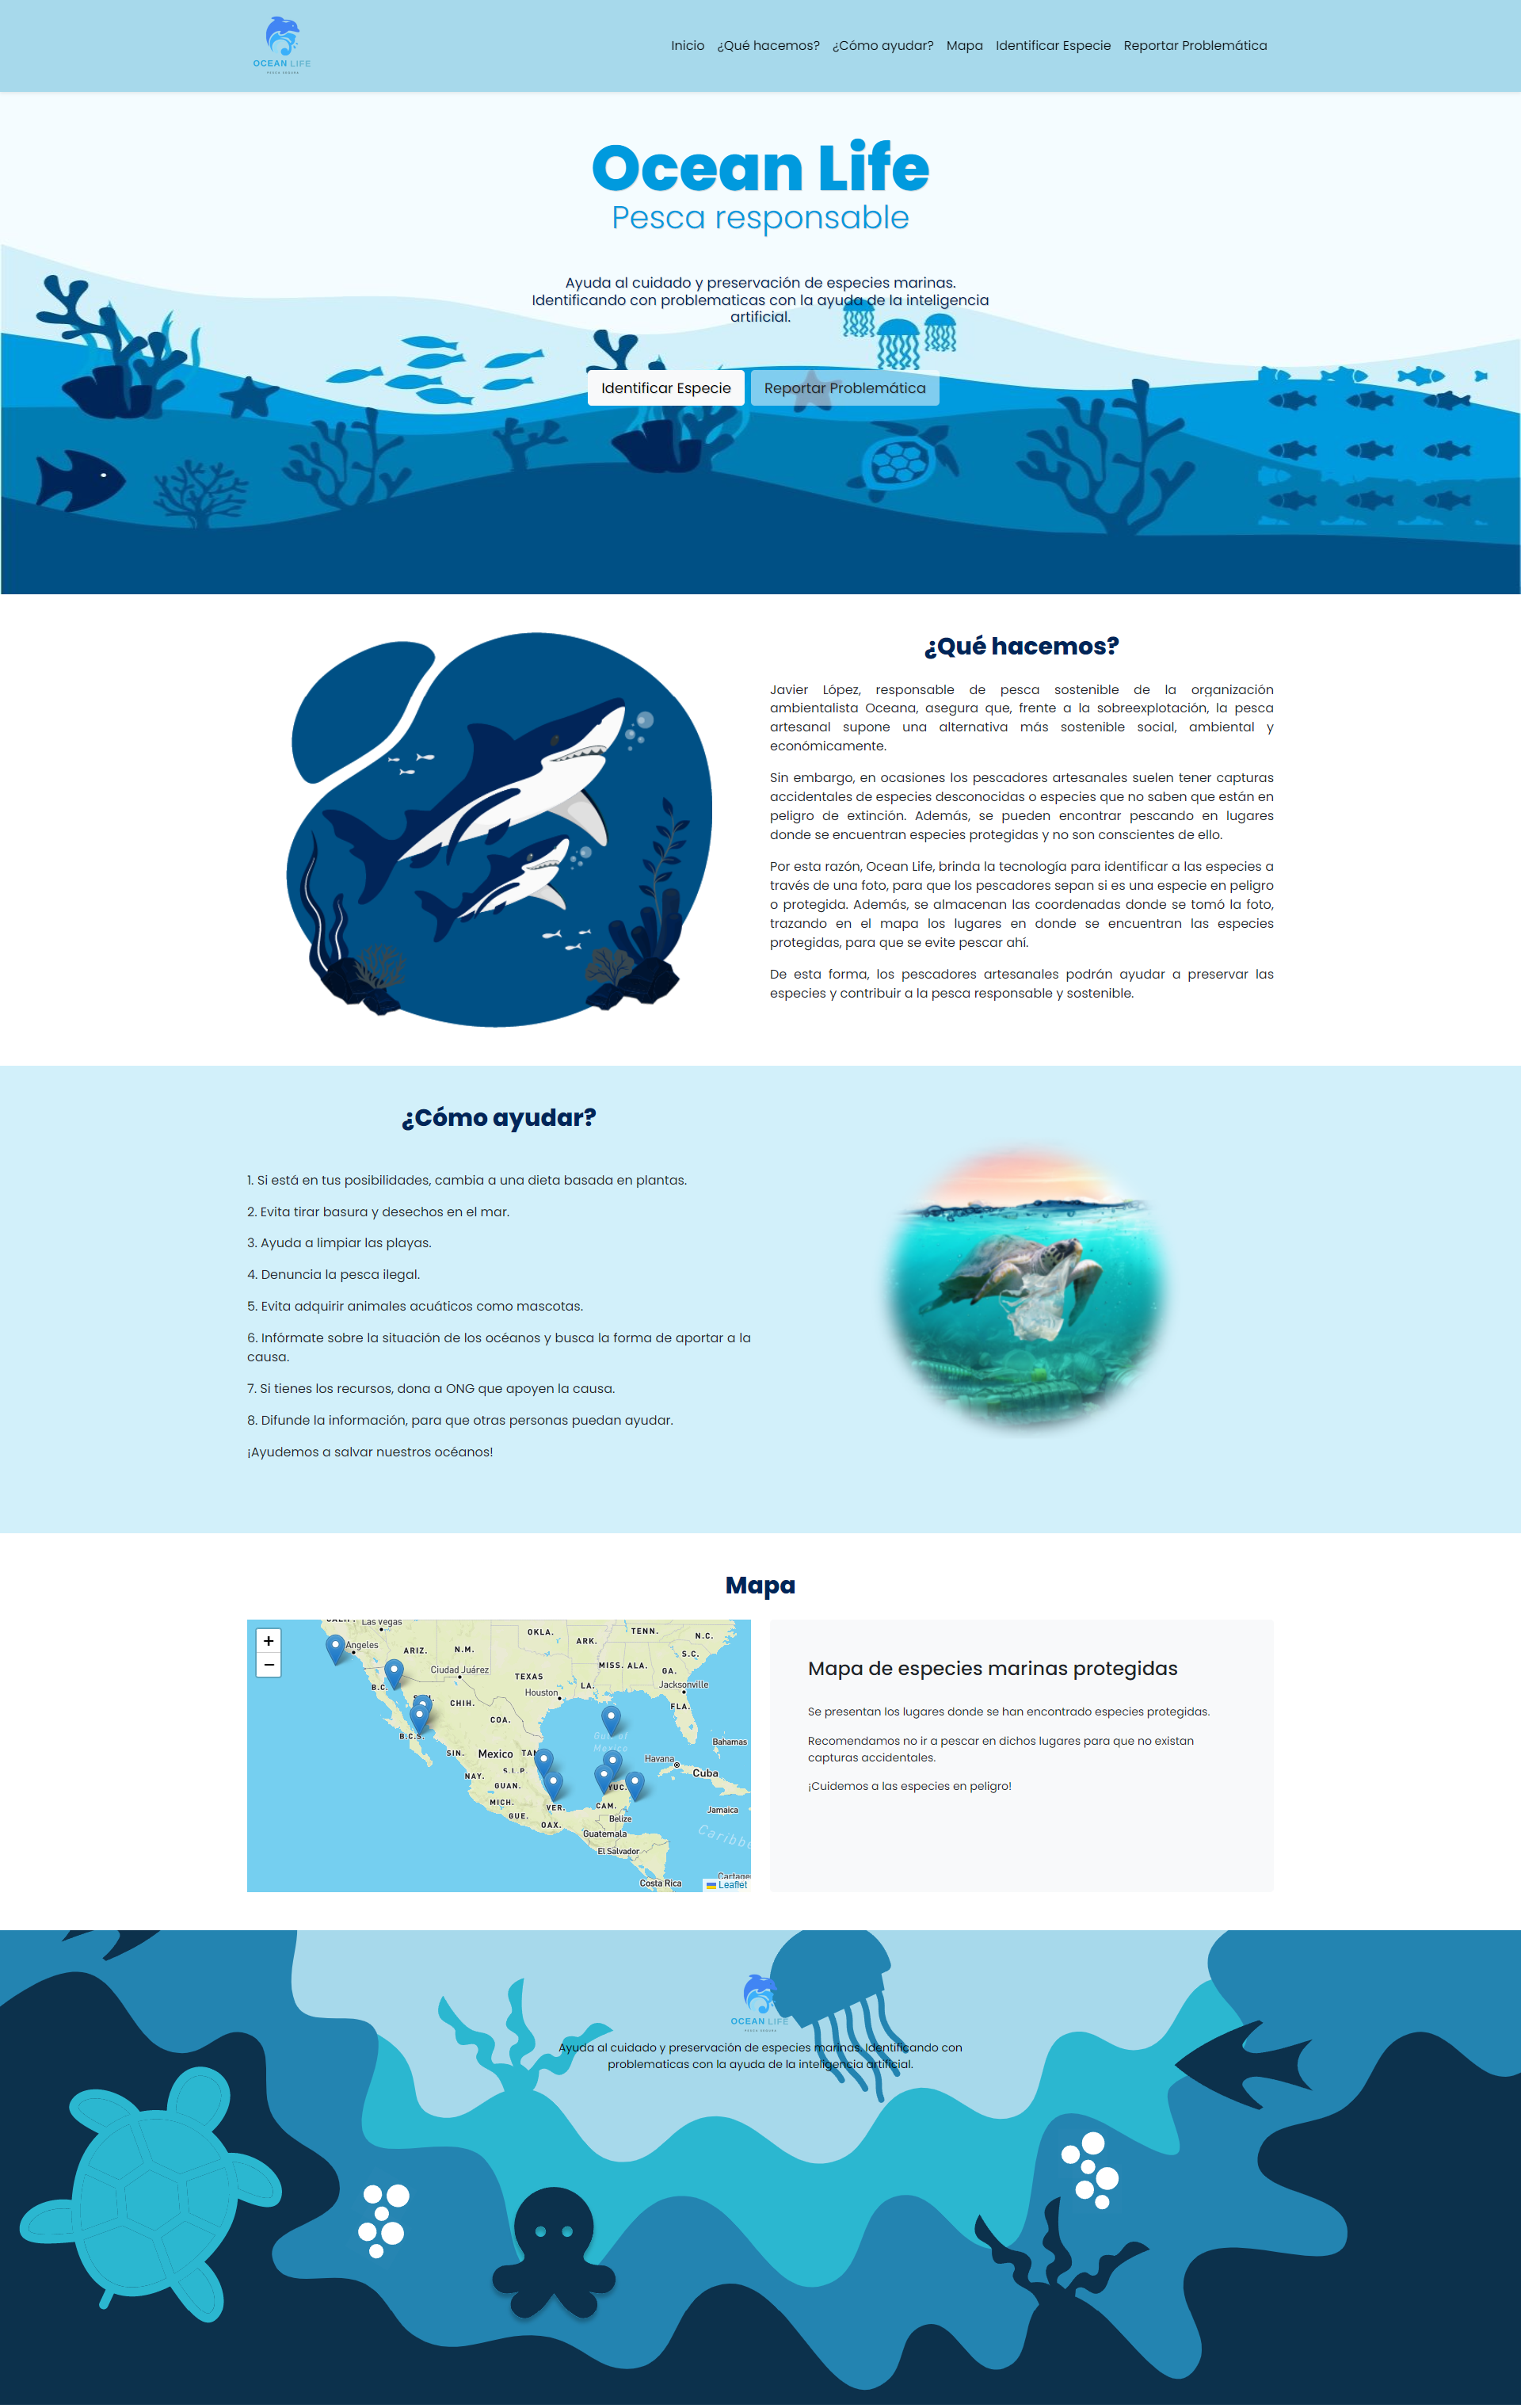 OCEAN LIFE
PESCA SEGURA
Inicio ¿Qué hacemos? ¿Cómo ayudar? Mapa Identificar Especie Reportar Problemática
Ocean Life
Pesca responsable
Ayuda al cuidado y preservación de especies marinas.
Identificando con problematicas con la ayuda de la inteligencia
artificial.
Identificar Especie Reportar Problemática
¿Qué hacemos?
Javier López, responsable de pesca sostenible de la organización
ambientalista Oceana, asegura que, frente a la sobreexplotación, la pesca
artesanal supone una alternativa más sostenible social, ambiental y
económicamente.
Sin embargo, en ocasiones los pescadores artesanales suelen tener capturas
accidentales de especies desconocidas o especies que no saben que están en
peligro de extinción. Además, se pueden encontrar pescando en lugares
donde se encuentran especies protegidas y no son conscientes de ello.
Por esta razón, Ocean Life, brinda la tecnología para identificar a las especies a
través de una foto, para que los pescadores sepan si es una especie en peligro
o protegida. Además, se almacenan las coordenadas donde se tomó la foto,
trazando en el mapa los lugares en donde se encuentran las especies
protegidas, para que se evite pescar ahí.
De esta forma, los pescadores artesanales podrán ayudar a preservar las
especies y contribuir a la pesca responsable y sostenible.
¿Cómo ayudar?
1. Si está en tus posibilidades, cambia a una dieta basada en plantas.
2. Evita tirar basura y desechos en el mar.
3. Ayuda a limpiar las playas.
4. Denuncia la pesca ilegal.
5. Evita adquirir animales acuáticos como mascotas.
6. Infórmate sobre la situación de los océanos y busca la forma de aportar a la
causa.
7. Si tienes los recursos, dona a ONG que apoyen la causa.
8. Difunde la información, para que otras personas puedan ayudar.
¡Ayudemos a salvar nuestros océanos!
Mapa
+
−
Las Vegas
OKLA.
TENN.
N.C.
ARK.
Angeles
ARIZ.
N.M.
S.C.
MISS. ALA.
GA.
Ciudad Juárez
TEXAS
B.C.
LA.
Jacksonville
Houston
CHIH.
FLA.
COA.
B.C.S.
Gulf of
Mexico
Bahamas
SIN.
Mexico
Havana
S.L.P.
Cuba
NAY.
GUAN.
YUC.
MICH.
VER.
CAM.
Jamaica
GUE.
OAX.
Belize
Guatemala
El Salvador
Costa Rica
Leaflet
Mapa de especies marinas protegidas
Se presentan los lugares donde se han encontrado especies protegidas.
Recomendamos no ir a pescar en dichos lugares para que no existan
capturas accidentales.
¡Cuidemos a las especies en peligro!
OCEAN LIFE
PESCA SEGURA
Ayuda al cuidado y preservación de especies marinas. Identificando con
problematicas con la ayuda de la inteligencia artificial.